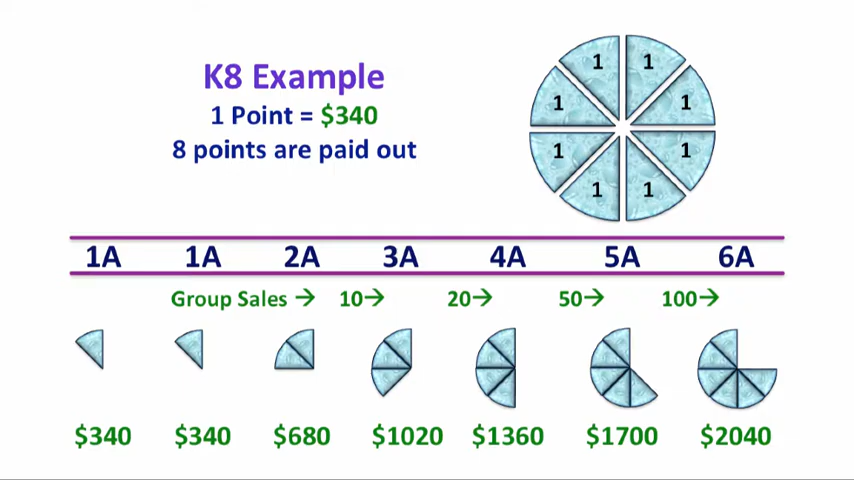 K8 Example
1 Point = $340
8 points are paid out
1 1
1 1
1 1
1 1
1A 1A 2A 3A 4A 5A 6A
Group Sales → 10→ 20→ 50→ 100→
$340 $340 $680 $1020 $1360 $1700 $2040